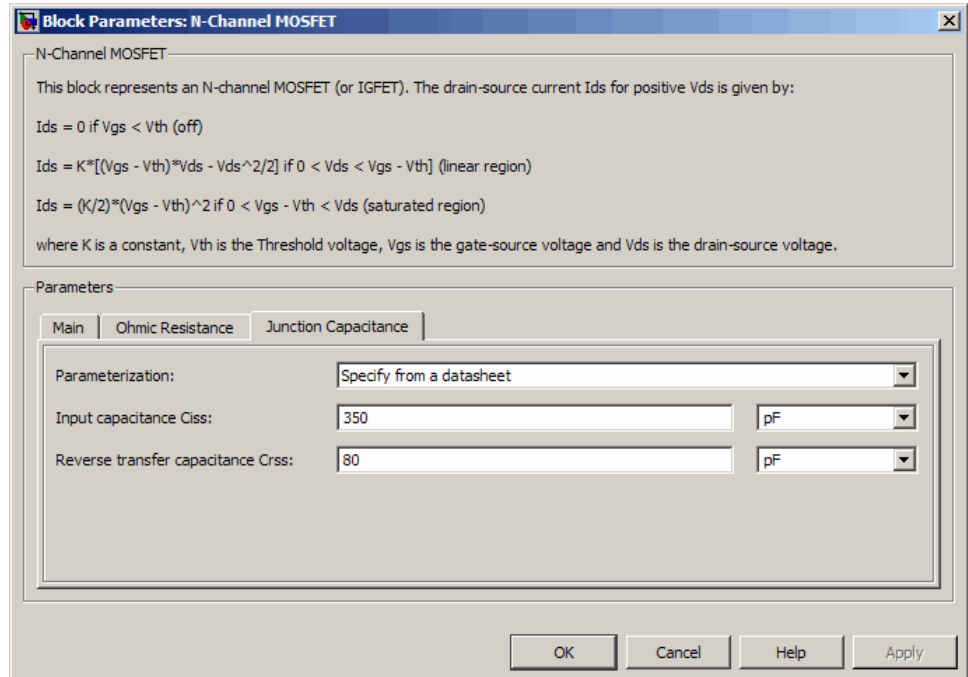 Block Parameters: N-Channel MOSFET
N-Channel MOSFET
This block represents an N-channel MOSFET (or IGFET). The drain-source current Ids for positive Vds is given by:
Ids = 0 if Vgs < Vth (off)
Ids = K*[(Vgs - Vth)*Vds - Vds^2/2] if 0 < Vds < Vgs - Vth] (linear region)
Ids = (K/2)*(Vgs - Vth)^2 if 0 < Vgs - Vth < Vds (saturated region)
where K is a constant, Vth is the Threshold voltage, Vgs is the gate-source voltage and Vds is the drain-source voltage.
Parameters
Main Ohmic Resistance Junction Capacitance
Parameterization: Specify from a datasheet
Input capacitance Ciss: 350 pF
Reverse transfer capacitance Crss: 80 pF
OK Cancel Help Apply